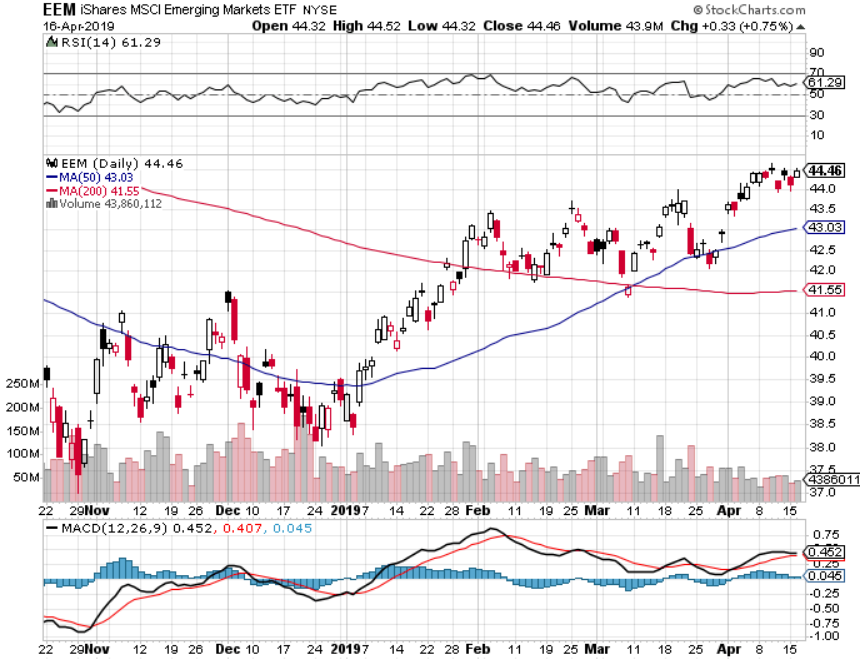 EEM iShares MSCI Emerging Markets ETF NYSE © StockCharts.com
16-Apr-2019 Open 44.32 High 44.52 Low 44.32 Close 44.46 Volume 43.9M Chg +0.33 (+0.75%) ▲
RSI(14) 61.29
90
70
61.29
50
30
10
EEM (Daily) 44.46
MA(50) 43.03
MA(200) 41.55
Volume 43,860,112
44.46
44.0
43.5
43.03
42.5
42.0
41.55
41.0
40.5
40.0
39.5
39.0
38.5
38.0
37.5
4386011
37.0
250M
200M
150M
100M
50M
22 29 Nov 12 19 26 Dec 10 17 24 2019 7 14 22 28 Feb 11 19 25 Mar 11 18 25 Apr 8 15
MACD(12,26,9) 0.452, 0.407, 0.045
0.75
0.452
0.25
0.045
-0.25
-0.50
-0.75
-1.00
22 29 Nov 12 19 26 Dec 10 17 24 2019 7 14 22 28 Feb 11 19 25 Mar 11 18 25 Apr 8 15